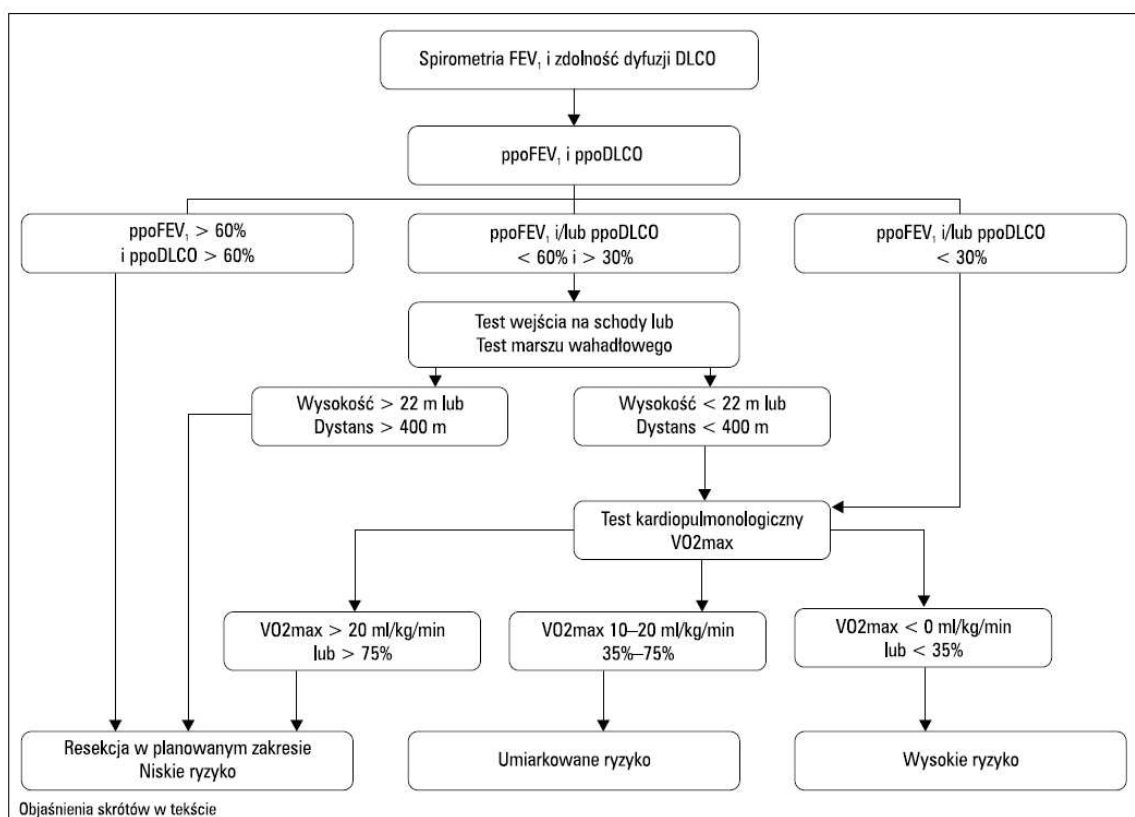 Spirometria FEV₁ i zdolność dyfuzji DLCO
ppoFEV₁ i ppoDLCO
ppoFEV₁ > 60%
i ppoDLCO > 60%
ppoFEV₁ i/lub ppoDLCO
< 60% i > 30%
ppoFEV₁ i/lub ppoDLCO
< 30%
Test wejścia na schody lub
Test marszu wahadłowego
Wysokość > 22 m lub
Dystans > 400 m
Wysokość < 22 m lub
Dystans < 400 m
Test kardiopulmonologiczny
VO2max
VO2max > 20 ml/kg/min
lub > 75%
VO2max 10–20 ml/kg/min
35%–75%
VO2max < 0 ml/kg/min
lub < 35%
Resekcja w planowanym zakresie
Niskie ryzyko
Umiarkowane ryzyko
Wysokie ryzyko
Objaśnienia skrótów w tekście